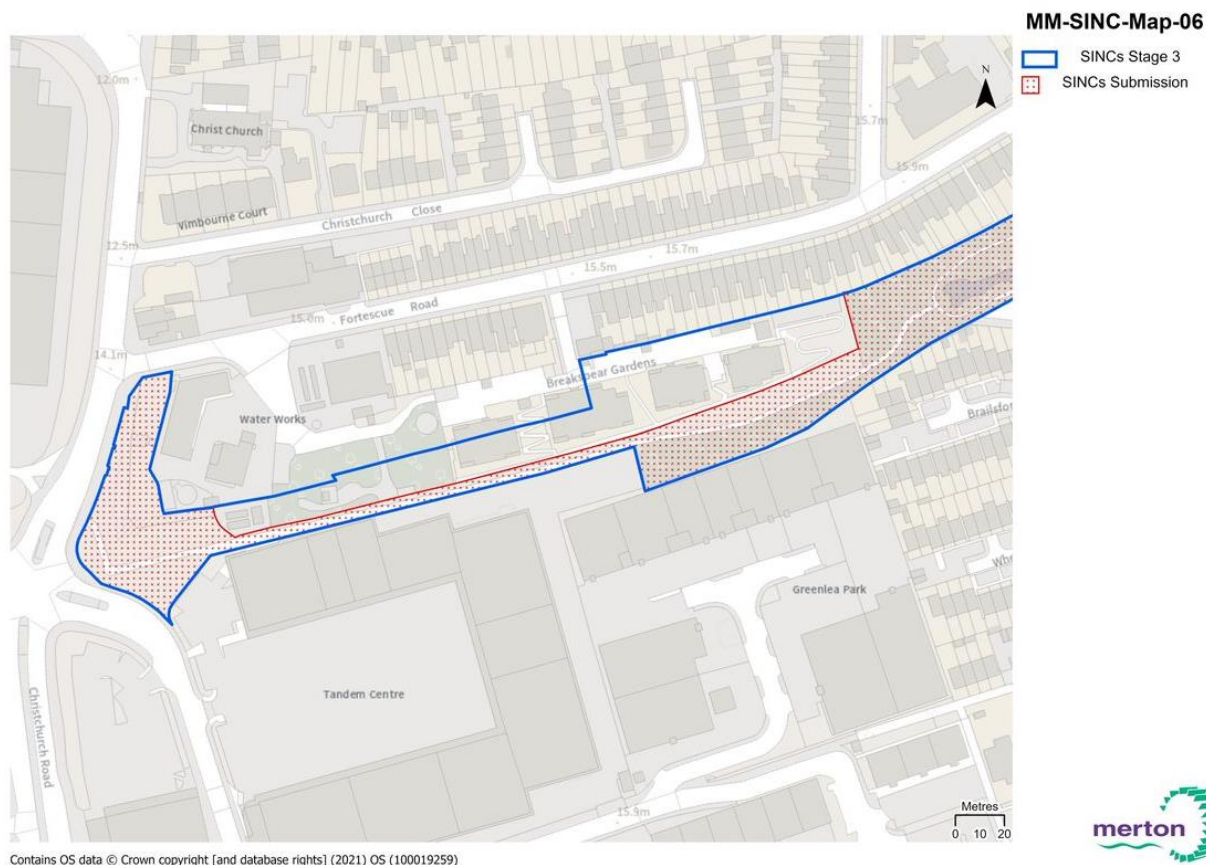 MM-SINC-Map-06
SINCs Stage 3
SINCs Submission
N
12.0m
15.7m
Christ Church
15.9m
Vimbourne Court
Christchurch Close
12.5m
15.7m
15.5m
15.0m
Fortescue Road
14.1m
Breakspear Gardens
Water Works
Brailsfo
Whe
Greenlea Park
Tandem Centre
Christchurch Road
15.9m
Metres
0 10 20
merton
Contains OS data © Crown copyright [and database rights] (2021) OS (100019259)